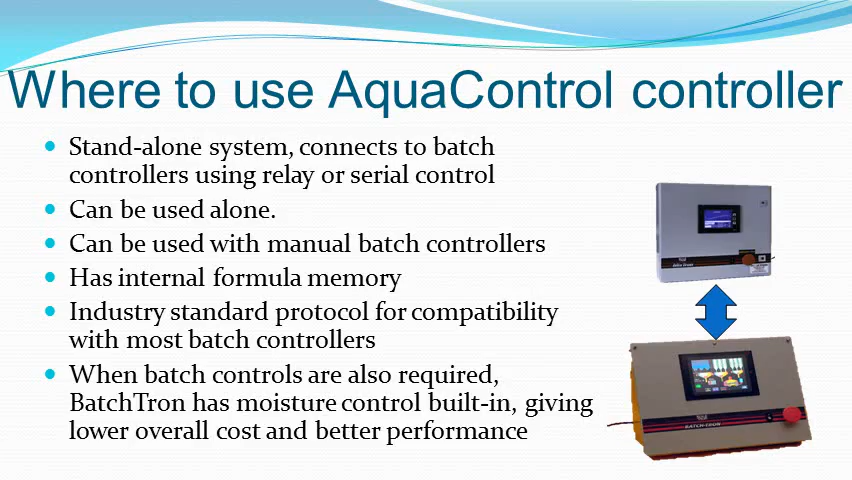 Where to use AquaControl controller
Stand-alone system, connects to batch
controllers using relay or serial control
Can be used alone.
Can be used with manual batch controllers
Has internal formula memory
Industry standard protocol for compatibility
with most batch controllers
When batch controls are also required,
BatchTron has moisture control built-in, giving
lower overall cost and better performance
BATCH-TRON